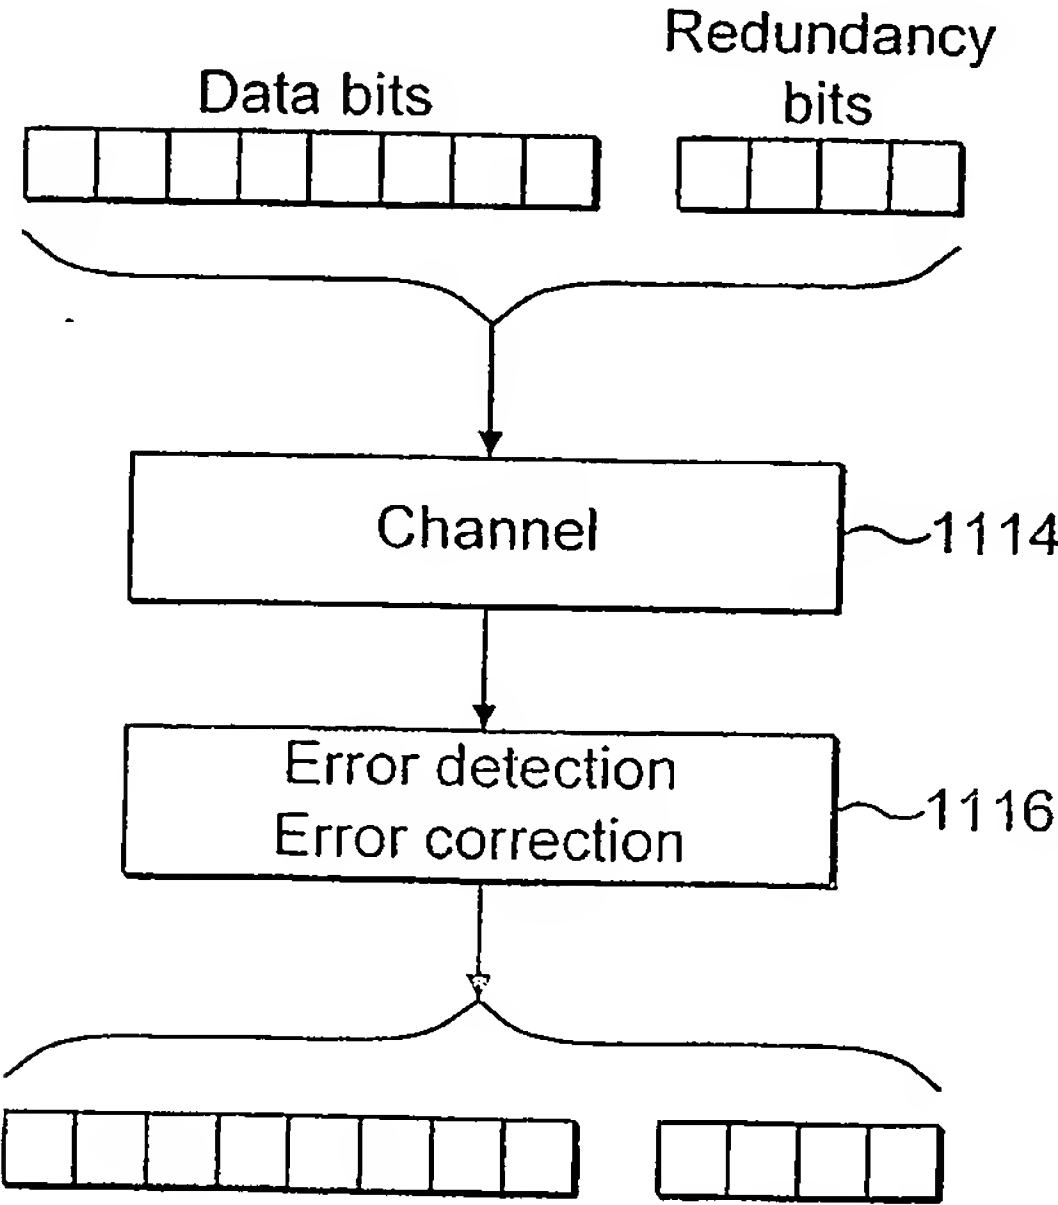 Redundancy
bits
Data bits
Channel
1114
Error detection
Error correction
1116